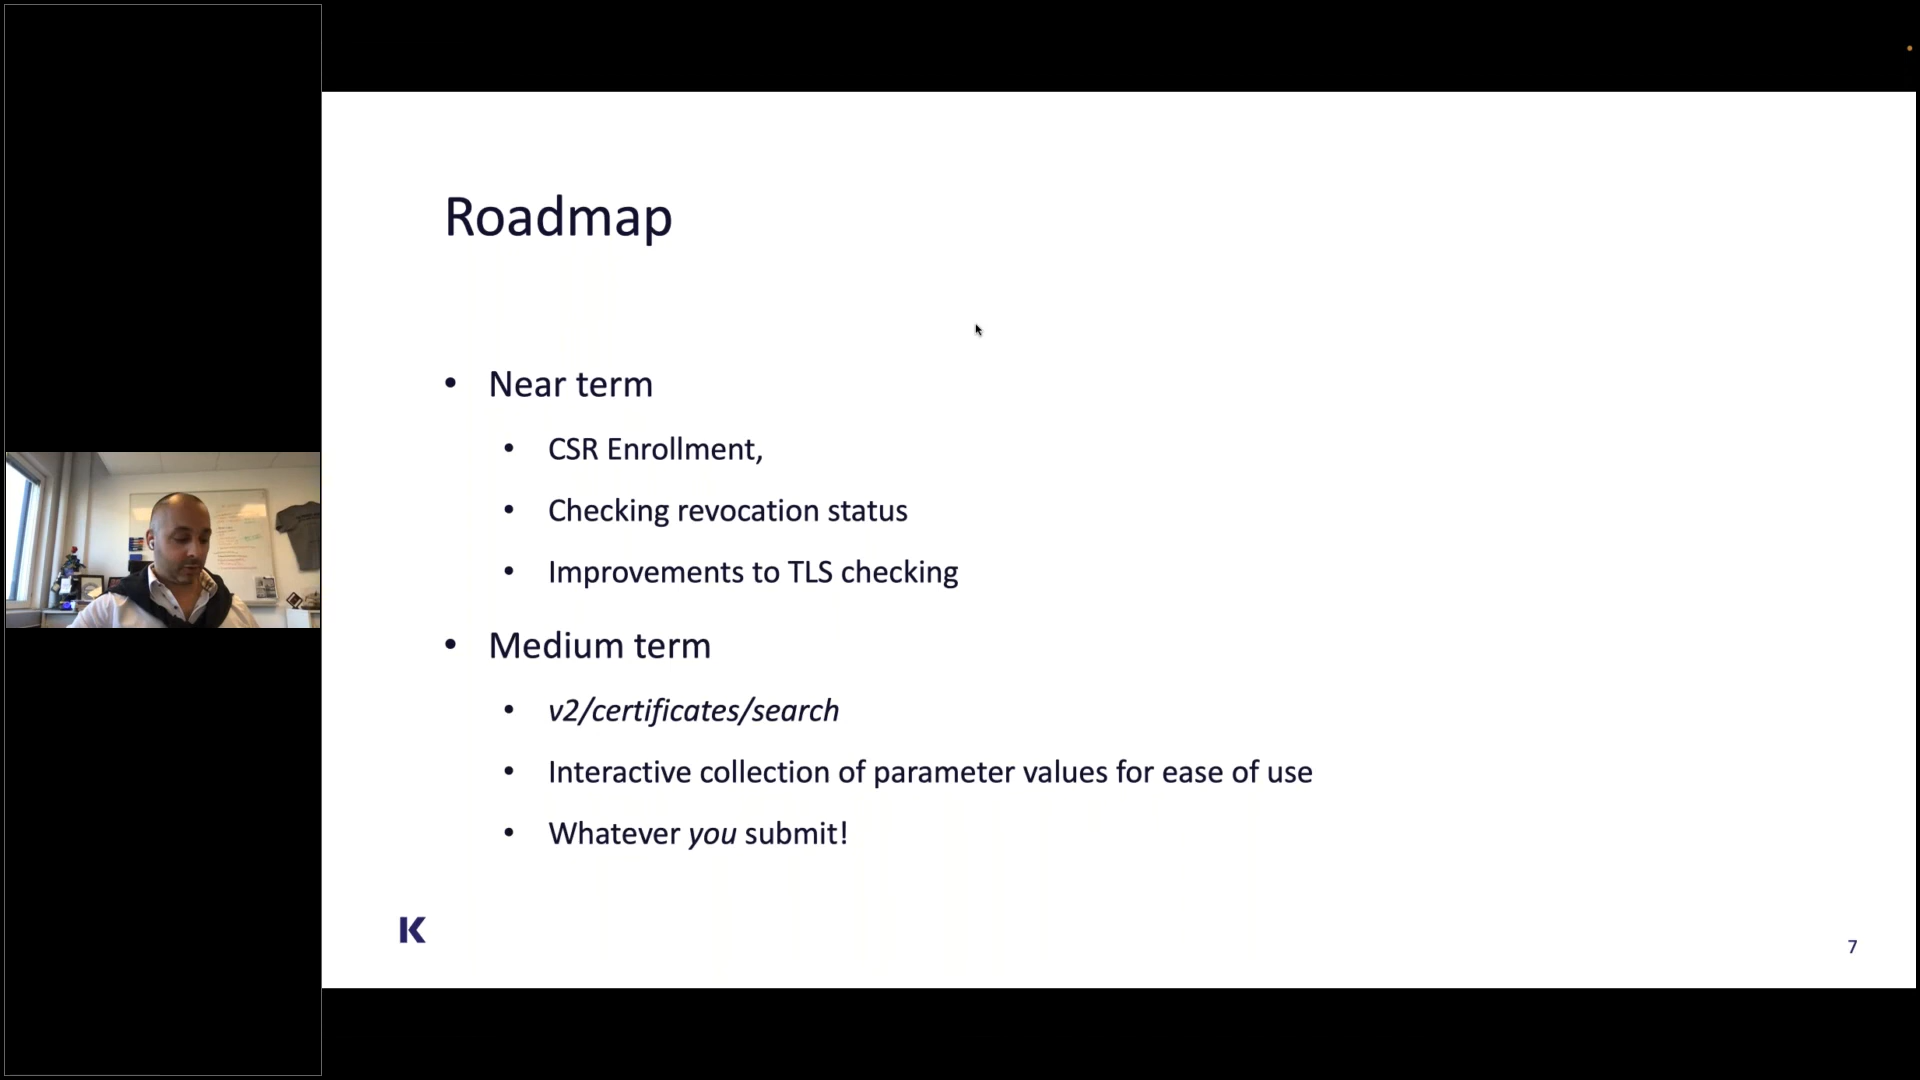 Roadmap
• Near term
• CSR Enrollment,
• Checking revocation status
• Improvements to TLS checking
• Medium term
• v2/certificates/search
• Interactive collection of parameter values for ease of use
• Whatever you submit!
K
7